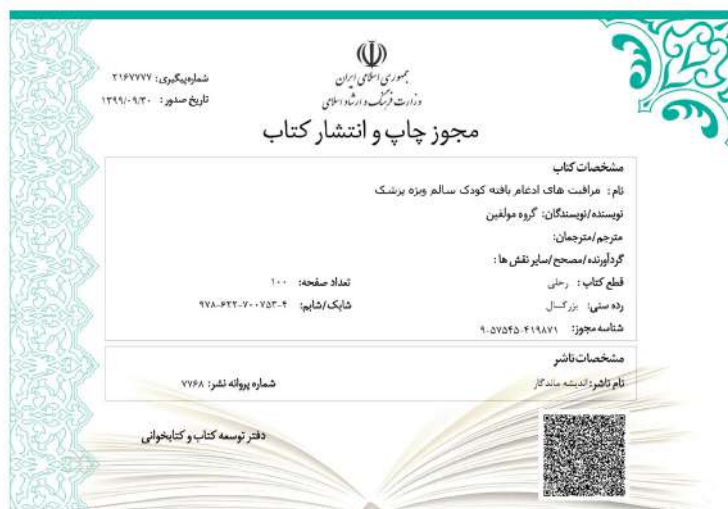 جمهوری اسلامی ایران
وزارت فرهنگ و ارشاد اسلامی
شماره‌پیگیری: ۲۱۶۷۷۷۷
تاریخ صدور: ۱۳۹۹/۰۹/۳۰
مجوز چاپ و انتشار کتاب
مشخصات کتاب
نام: مراقبت های ادغام یافته کودک سالم ویژه پزشک
نویسنده/نویسندگان: گروه مولفین
مترجم/مترجمان:
گردآورنده/مصحح/سایر نقش ها:
قطع کتاب: رحلی تعداد صفحه: ۱۰۰
رده سنی: بزرگسال شابک/شاپم: ۹۷۸-۶۲۲-۷۰۰۷۵۳-۴
شناسه مجوز: ۹-۰۵۷۵۴۵-۴۱۹۸۷۱
مشخصات ناشر
نام ناشر: اندیشه ماندگار شماره پروانه نشر: ۷۷۶۸
دفتر توسعه کتاب و کتابخوانی